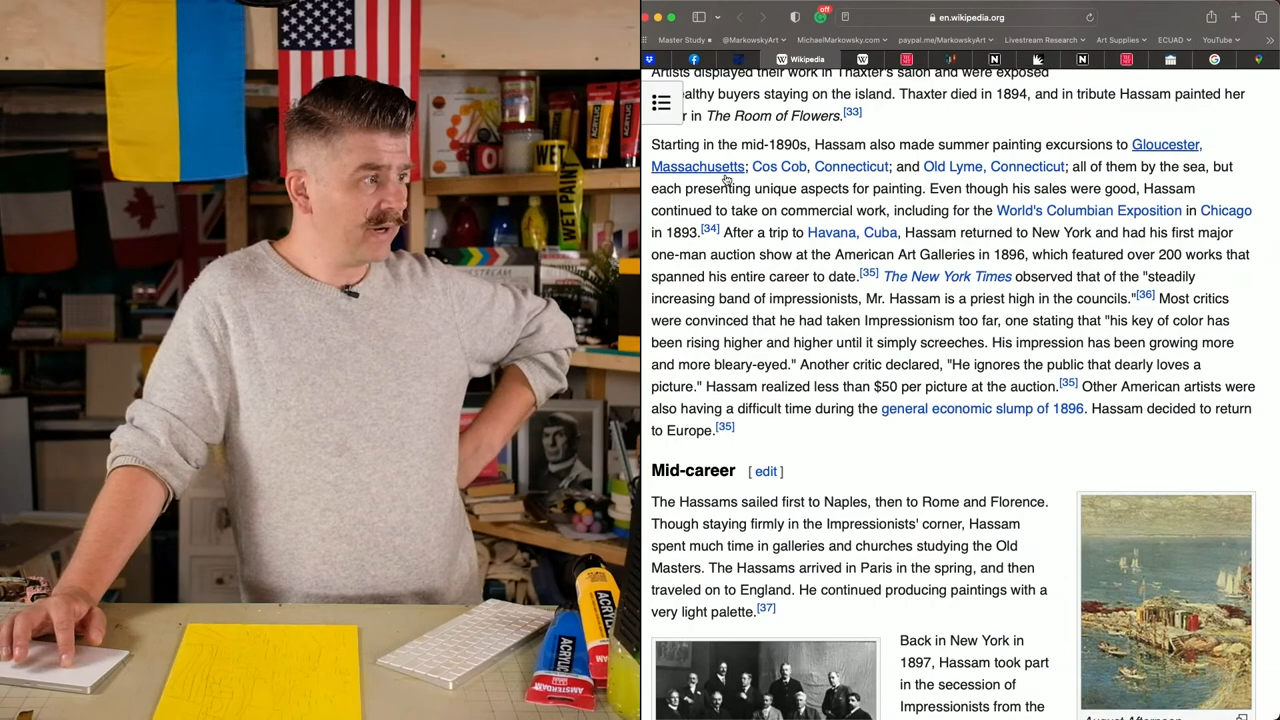 off
en.wikipedia.org
Master Study
@MarkowskyArt
MichaelMarkowsky.com
paypal.me/MarkowskyArt
Livestream Research
Art Supplies
ECUAD
YouTube
Wikipedia
Artists displayed their work in Thaxter's salon and were exposed
ealthy buyers staying on the island. Thaxter died in 1894, and in tribute Hassam painted her
r in The Room of Flowers.[33]
Starting in the mid-1890s, Hassam also made summer painting excursions to Gloucester,
Massachusetts; Cos Cob, Connecticut; and Old Lyme, Connecticut; all of them by the sea, but
each presenting unique aspects for painting. Even though his sales were good, Hassam
continued to take on commercial work, including for the World's Columbian Exposition in Chicago
in 1893.[34] After a trip to Havana, Cuba, Hassam returned to New York and had his first major
one-man auction show at the American Art Galleries in 1896, which featured over 200 works that
spanned his entire career to date.[35] The New York Times observed that of the "steadily
increasing band of impressionists, Mr. Hassam is a priest high in the councils."[36] Most critics
were convinced that he had taken Impressionism too far, one stating that "his key of color has
been rising higher and higher until it simply screeches. His impression has been growing more
and more bleary-eyed." Another critic declared, "He ignores the public that dearly loves a
picture." Hassam realized less than $50 per picture at the auction.[35] Other American artists were
also having a difficult time during the general economic slump of 1896. Hassam decided to return
to Europe.[35]
Mid-career [ edit ]
The Hassams sailed first to Naples, then to Rome and Florence.
Though staying firmly in the Impressionists' corner, Hassam
spent much time in galleries and churches studying the Old
Masters. The Hassams arrived in Paris in the spring, and then
traveled on to England. He continued producing paintings with a
very light palette.[37]
Back in New York in
1897, Hassam took part
in the secession of
Impressionists from the
August Afternoon
WET
WET PAINT
ACRYLIC
ACRYLIC
AMSTERDAM